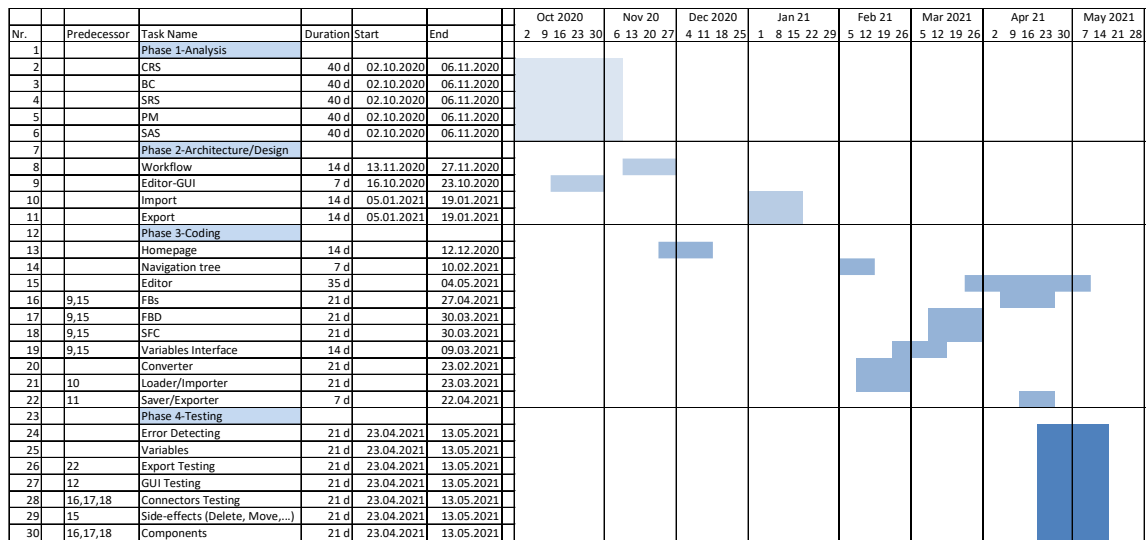 Oct 2020 Nov 20 Dec 2020 Jan 21 Feb 21 Mar 2021 Apr 21 May 2021
Nr. Predecessor Task Name Duration Start End 2 9 16 23 30 6 13 20 27 4 11 18 25 1 8 15 22 29 5 12 19 26 5 12 19 26 2 9 16 23 30 7 14 21 28
1 Phase 1-Analysis
2 CRS 40 d 02.10.2020 06.11.2020
3 BC 40 d 02.10.2020 06.11.2020
4 SRS 40 d 02.10.2020 06.11.2020
5 PM 40 d 02.10.2020 06.11.2020
6 SAS 40 d 02.10.2020 06.11.2020
7 Phase 2-Architecture/Design
8 Workflow 14 d 13.11.2020 27.11.2020
9 Editor-GUI 7 d 16.10.2020 23.10.2020
10 Import 14 d 05.01.2021 19.01.2021
11 Export 14 d 05.01.2021 19.01.2021
12 Phase 3-Coding
13 Homepage 14 d 12.12.2020
14 Navigation tree 7 d 10.02.2021
15 Editor 35 d 04.05.2021
16 9,15 FBs 21 d 27.04.2021
17 9,15 FBD 21 d 30.03.2021
18 9,15 SFC 21 d 30.03.2021
19 9,15 Variables Interface 14 d 09.03.2021
20 Converter 21 d 23.02.2021
21 10 Loader/Importer 21 d 23.03.2021
22 11 Saver/Exporter 7 d 22.04.2021
23 Phase 4-Testing
24 Error Detecting 21 d 23.04.2021 13.05.2021
25 Variables 21 d 23.04.2021 13.05.2021
26 22 Export Testing 21 d 23.04.2021 13.05.2021
27 12 GUI Testing 21 d 23.04.2021 13.05.2021
28 16,17,18 Connectors Testing 21 d 23.04.2021 13.05.2021
29 15 Side-effects (Delete, Move,...) 21 d 23.04.2021 13.05.2021
30 16,17,18 Components 21 d 23.04.2021 13.05.2021